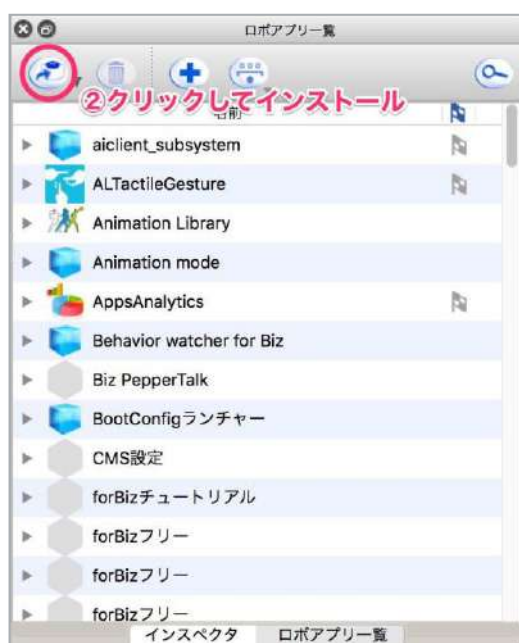 ロボアプリ一覧
②クリックしてインストール
名前
aiclient_subsystem
ALTactileGesture
Animation Library
Animation mode
AppsAnalytics
Behavior watcher for Biz
Biz PepperTalk
BootConfigランチャー
CMS設定
forBizチュートリアル
forBizフリー
forBizフリー
forBizフリー
インスペクタ ロボアプリ一覧